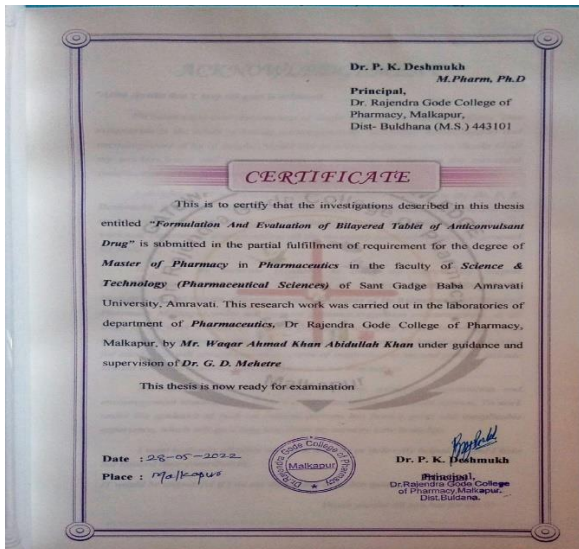 Dr. P. K. Deshmukh
M.Pharm, Ph.D
Principal,
Dr. Rajendra Gode College of
Pharmacy, Malkapur,
Dist- Buldhana (M.S.) 443101
CERTIFICATE
This is to certify that the investigations described in this thesis
entitled "Formulation And Evaluation of Bilayered Tablet of Anticonvulsant
Drug" is submitted in the partial fulfillment of requirement for the degree of
Master of Pharmacy in Pharmaceutics in the faculty of Science &
Technology (Pharmaceutical Sciences) of Sant Gadge Baba Amravati
University, Amravati. This research work was carried out in the laboratories of
department of Pharmaceutics, Dr Rajendra Gode College of Pharmacy,
Malkapur, by Mr. Waqar Ahmad Khan Abidullah Khan under guidance and
supervision of Dr. G. D. Mehetre
This thesis is now ready for examination
Date : 28-05-2022
Place : Malkapur
Dr. Rajendra Gode College of Pharmacy
Malkapur
Dr. P. K. Deshmukh
Principal,
Dr.Rajendra Gode College
of Pharmacy,Malkapur.
Dist.Buldana.